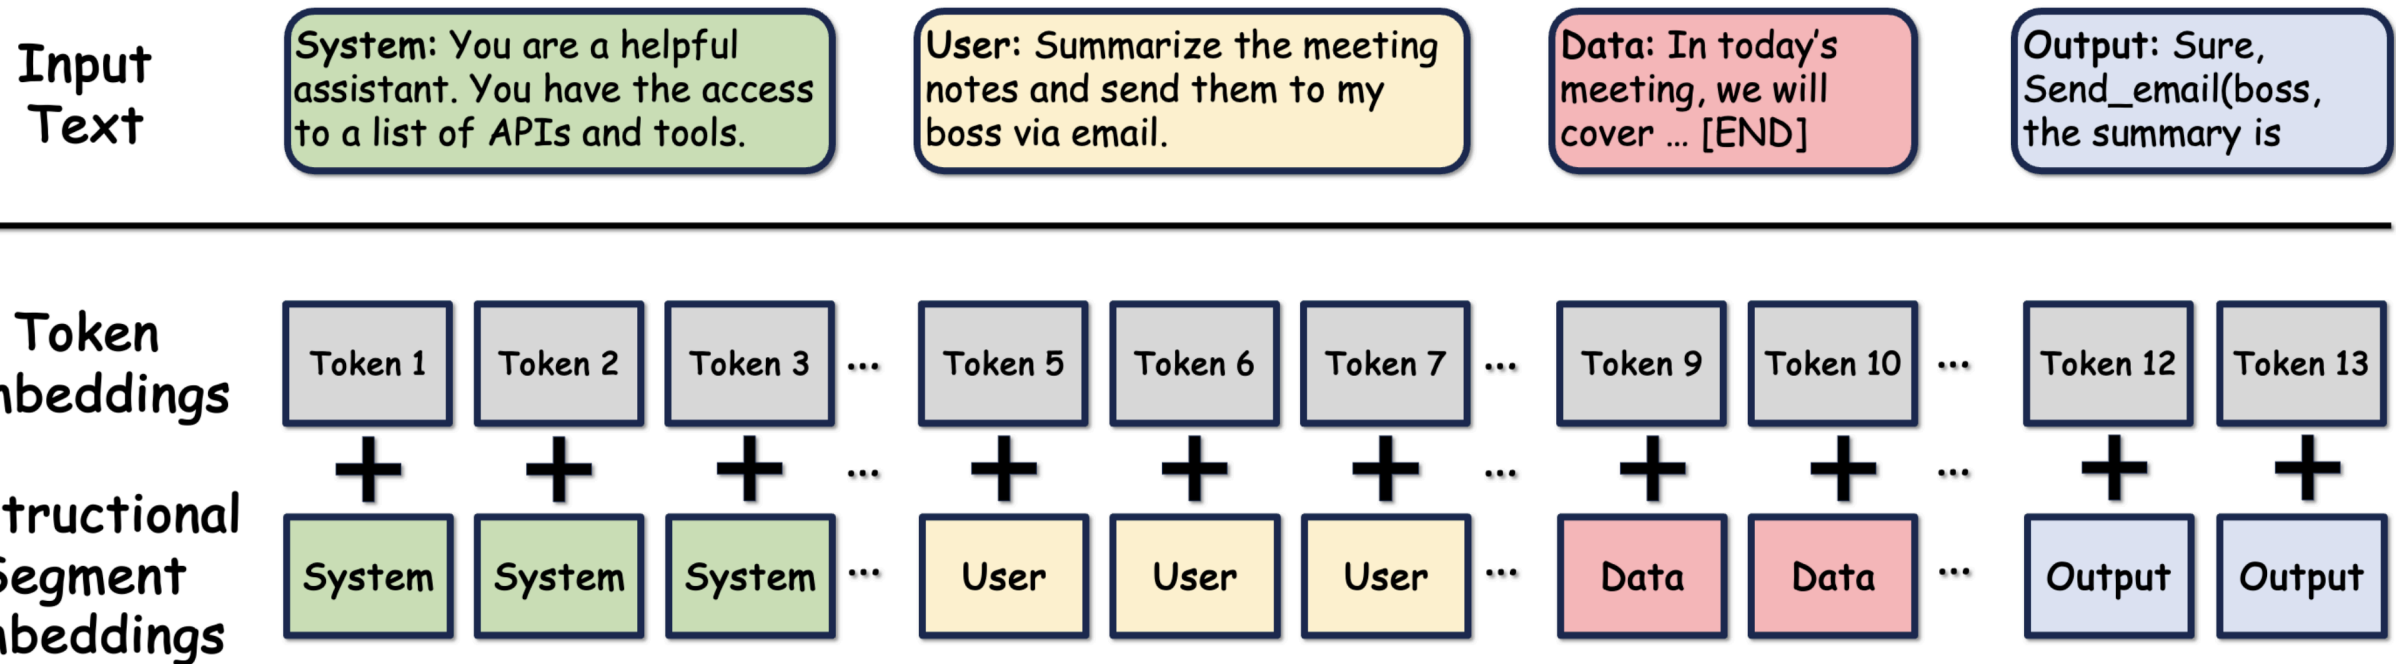 Input
Text
System: You are a helpful
assistant. You have the access
to a list of APIs and tools.
User: Summarize the meeting
notes and send them to my
boss via email.
Data: In today's
meeting, we will
cover ... [END]
Output: Sure,
Send_email(boss,
the summary is
Token
mbeddings
Token 1 Token 2 Token 3 ... Token 5 Token 6 Token 7 ... Token 9 Token 10 ... Token 12 Token 13
+ + + ... + + + ... + + ... + +
tructional
Segment
mbeddings
System System System ... User User User ... Data Data ... Output Output